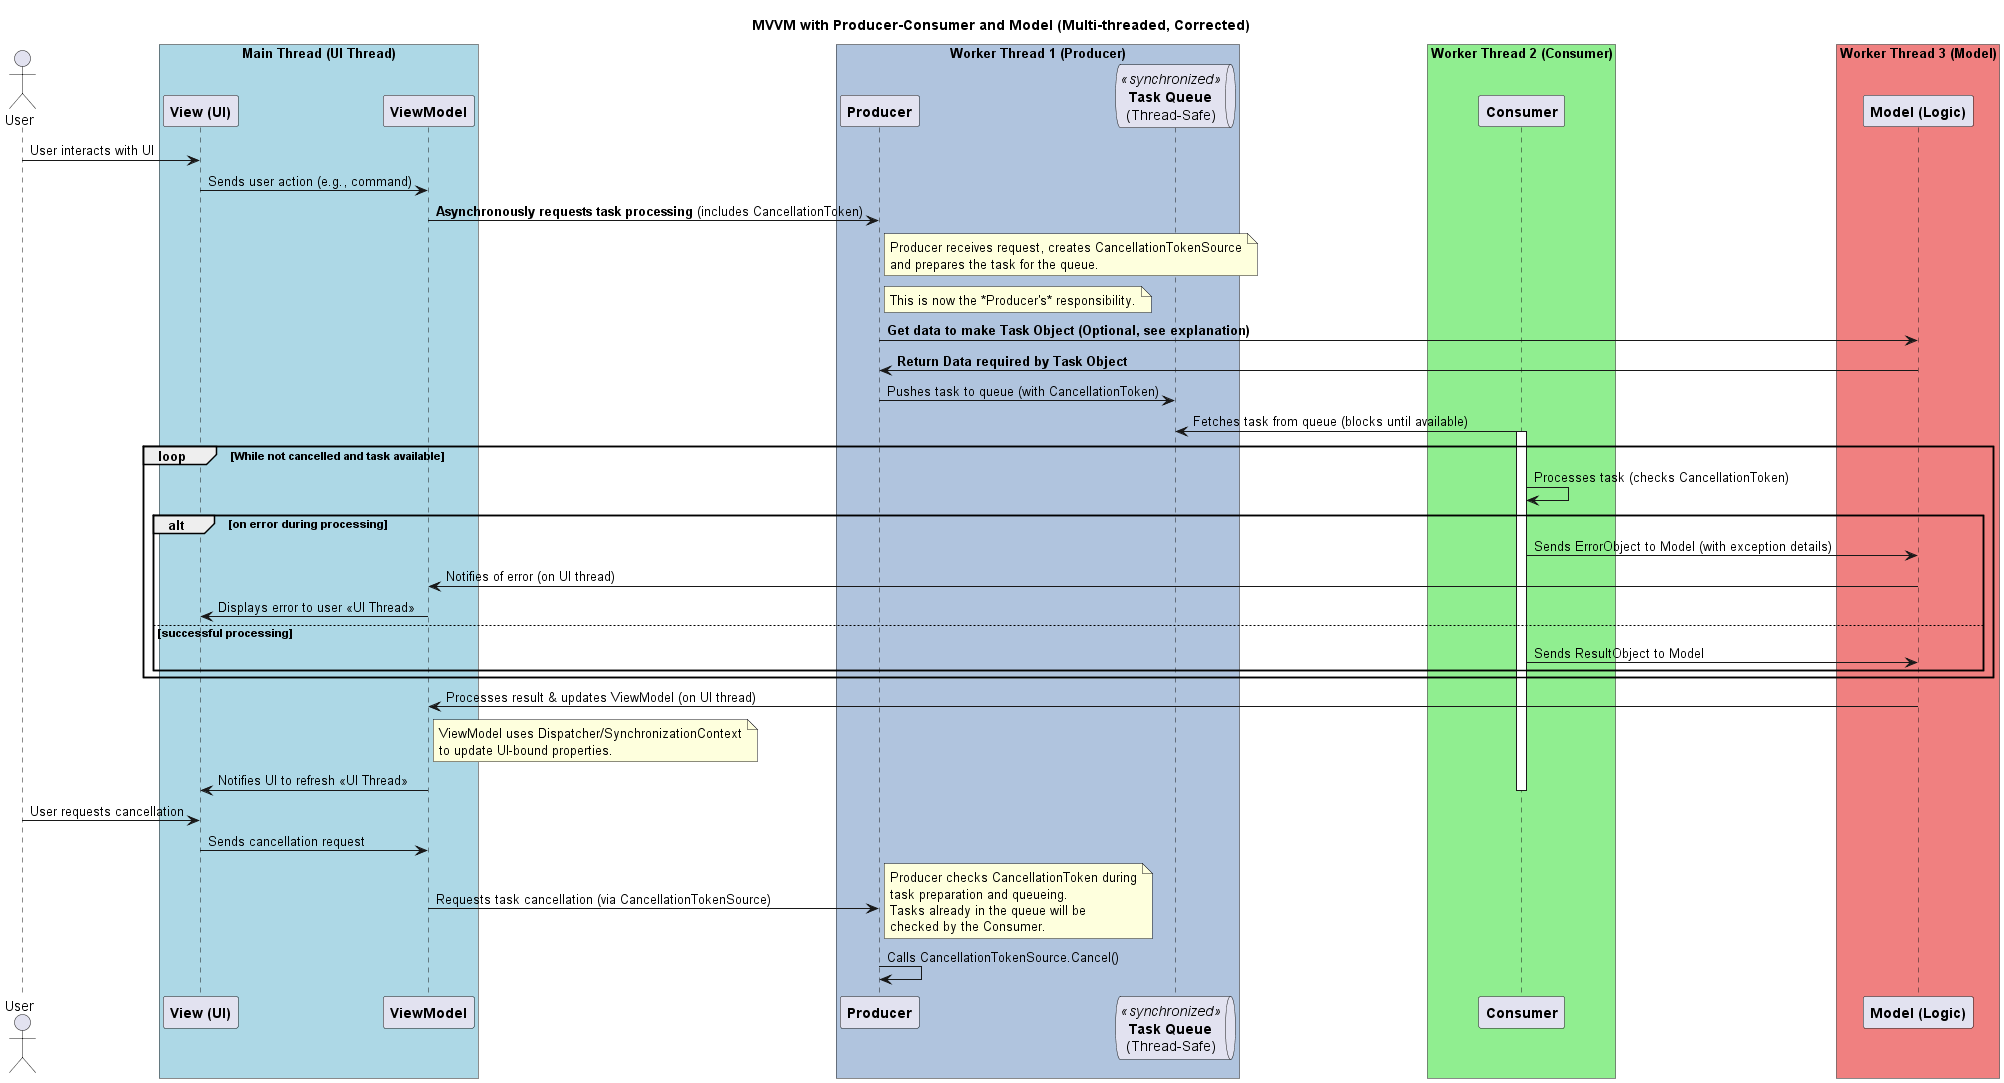 MVVM with Producer-Consumer and Model (Multi-threaded, Corrected)
Main Thread (UI Thread)
Worker Thread 1 (Producer)
Worker Thread 2 (Consumer)
Worker Thread 3 (Model)
User
View (UI)
ViewModel
Producer
«synchronized»
Task Queue
(Thread-Safe)
Consumer
Model (Logic)
User interacts with UI
Sends user action (e.g., command)
Asynchronously requests task processing (includes CancellationToken)
Producer receives request, creates CancellationTokenSource
and prepares the task for the queue.
This is now the *Producer's* responsibility.
Get data to make Task Object (Optional, see explanation)
Return Data required by Task Object
Pushes task to queue (with CancellationToken)
Fetches task from queue (blocks until available)
loop [While not cancelled and task available]
Processes task (checks CancellationToken)
alt [on error during processing]
Sends ErrorObject to Model (with exception details)
Notifies of error (on UI thread)
Displays error to user «UI Thread»
[successful processing]
Sends ResultObject to Model
Processes result & updates ViewModel (on UI thread)
ViewModel uses Dispatcher/SynchronizationContext
to update UI-bound properties.
Notifies UI to refresh «UI Thread»
User requests cancellation
Sends cancellation request
Requests task cancellation (via CancellationTokenSource)
Producer checks CancellationToken during
task preparation and queueing.
Tasks already in the queue will be
checked by the Consumer.
Calls CancellationTokenSource.Cancel()
User
View (UI)
ViewModel
Producer
«synchronized»
Task Queue
(Thread-Safe)
Consumer
Model (Logic)